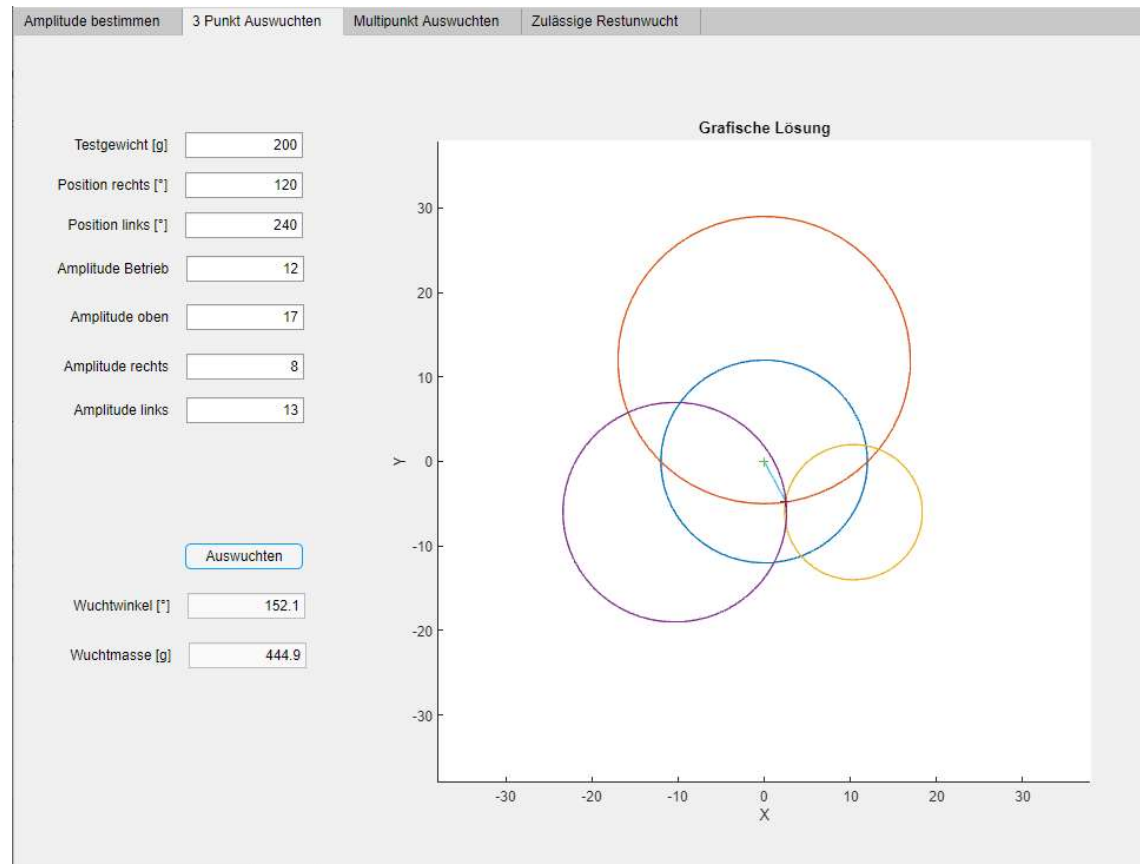 Amplitude bestimmen
3 Punkt Auswuchten
Multipunkt Auswuchten
Zulässige Restunwucht
Testgewicht [g] 200
Position rechts [°] 120
Position links [°] 240
Amplitude Betrieb 12
Amplitude oben 17
Amplitude rechts 8
Amplitude links 13
Auswuchten
Wuchtwinkel [°] 152.1
Wuchtmasse [g] 444.9
Grafische Lösung
30
20
10
0
-10
-20
-30
Y
-30 -20 -10 0 10 20 30
X